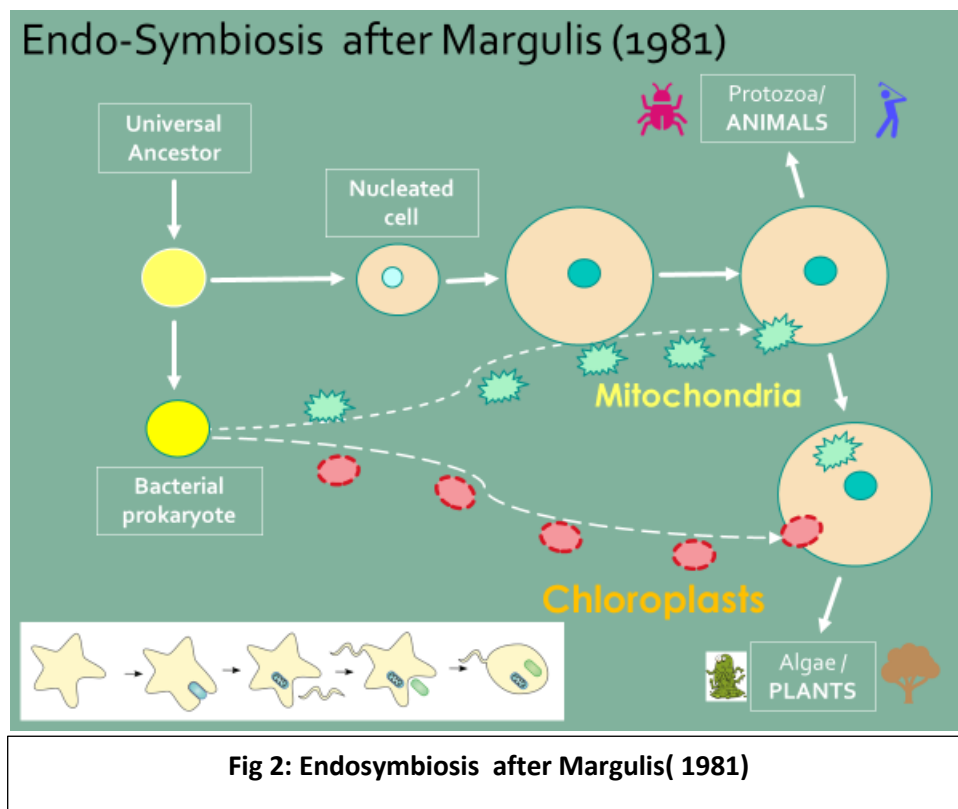 Endo-Symbiosis after Margulis (1981)
Universal
Ancestor
Nucleated
cell
Protozoa/
ANIMALS
Mitochondria
Bacterial
prokaryote
Chloroplasts
Algae /
PLANTS
Fig 2: Endosymbiosis after Margulis( 1981)